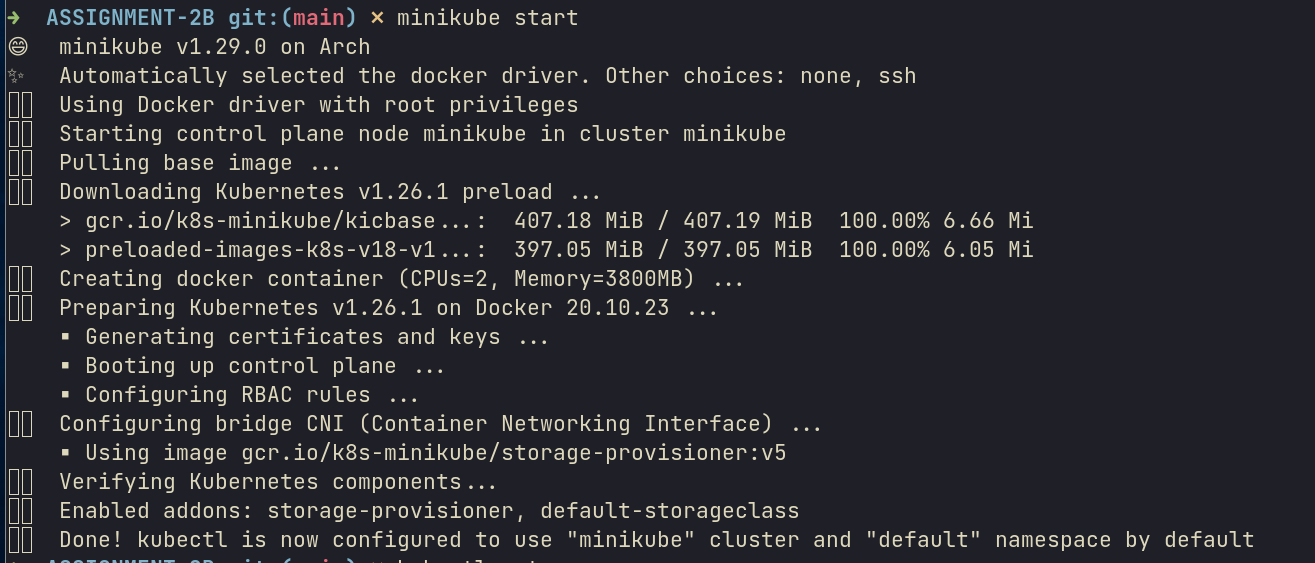 ➜ ASSIGNMENT-2B git:(main) ✗ minikube start
😄 minikube v1.29.0 on Arch
✨ Automatically selected the docker driver. Other choices: none, ssh
Using Docker driver with root privileges
Starting control plane node minikube in cluster minikube
Pulling base image ...
Downloading Kubernetes v1.26.1 preload ...
> gcr.io/k8s-minikube/kicbase...: 407.18 MiB / 407.19 MiB 100.00% 6.66 Mi
> preloaded-images-k8s-v18-v1...: 397.05 MiB / 397.05 MiB 100.00% 6.05 Mi
Creating docker container (CPUs=2, Memory=3800MB) ...
Preparing Kubernetes v1.26.1 on Docker 20.10.23 ...
▪ Generating certificates and keys ...
▪ Booting up control plane ...
▪ Configuring RBAC rules ...
Configuring bridge CNI (Container Networking Interface) ...
▪ Using image gcr.io/k8s-minikube/storage-provisioner:v5
Verifying Kubernetes components...
Enabled addons: storage-provisioner, default-storageclass
Done! kubectl is now configured to use "minikube" cluster and "default" namespace by default